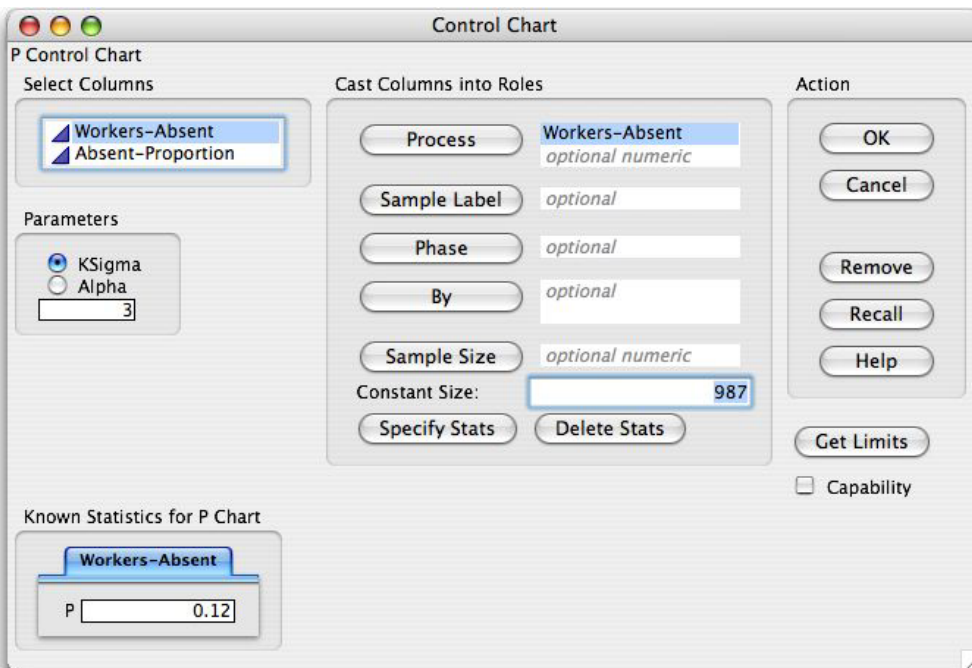 Control Chart
P Control Chart
Select Columns
Workers-Absent
Absent-Proportion
Parameters
KSigma
Alpha
3
Cast Columns into Roles
Process
Workers-Absent
optional numeric
Sample Label
optional
Phase
optional
By
optional
Sample Size
optional numeric
Constant Size:
987
Specify Stats
Delete Stats
Action
OK
Cancel
Remove
Recall
Help
Get Limits
Capability
Known Statistics for P Chart
Workers-Absent
P 0.12